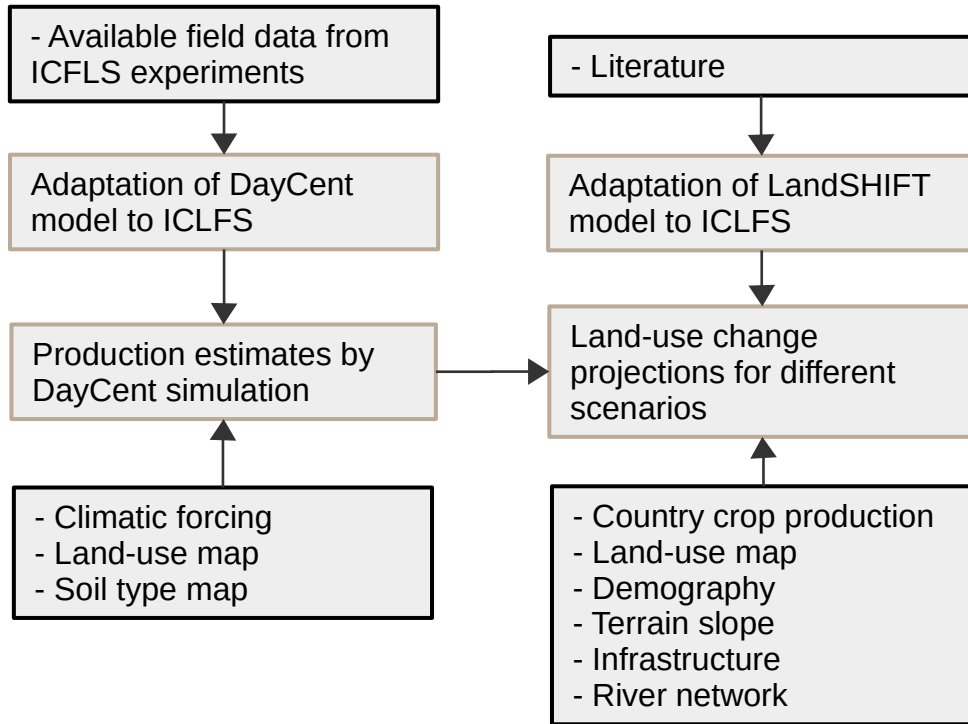 - Available field data from
ICFLS experiments
- Literature
Adaptation of DayCent
model to ICLFS
Adaptation of LandSHIFT
model to ICLFS
Production estimates by
DayCent simulation
Land-use change
projections for different
scenarios
- Climatic forcing
- Land-use map
- Soil type map
- Country crop production
- Land-use map
- Demography
- Terrain slope
- Infrastructure
- River network